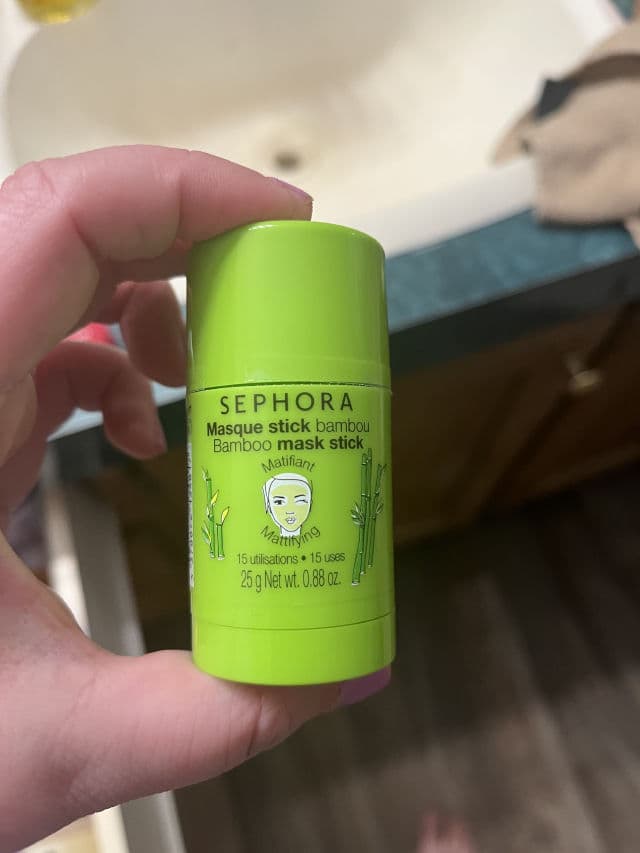 SEPHORA
Masque stick bambou
Bamboo mask stick
Matifiant
Mattifying
15 utilisations • 15 uses
25 g Net wt. 0.88 oz.